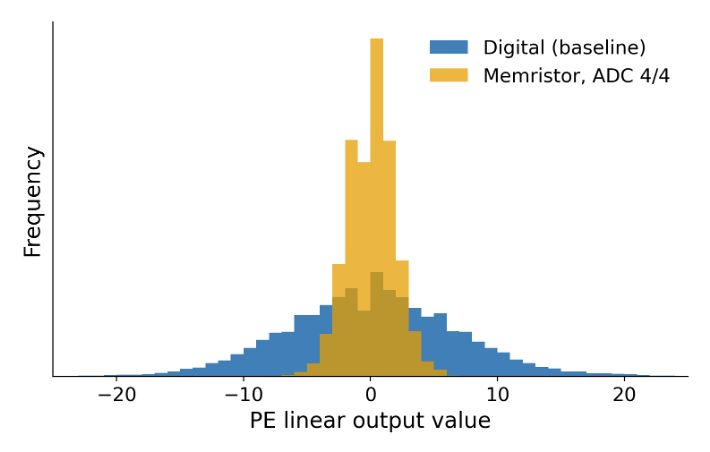 Digital (baseline)
Memristor, ADC 4/4
Frequency
−20 −10 0 10 20
PE linear output value